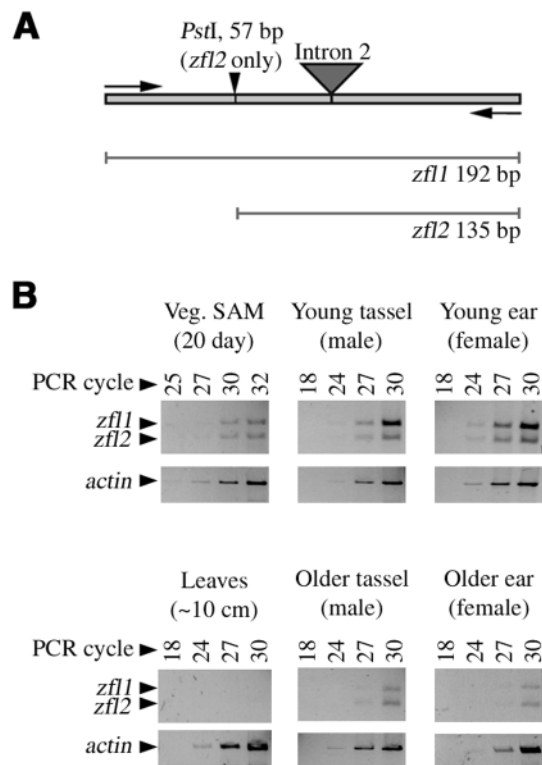 A
PstI, 57 bp
(zfl2 only)
Intron 2
zfl1 192 bp
zfl2 135 bp
B
Veg. SAM
(20 day)
Young tassel
(male)
Young ear
(female)
PCR cycle 25 27 30 32 18 24 27 30 18 24 27 30
zfl1
zfl2
actin
Leaves
(~10 cm)
Older tassel
(male)
Older ear
(female)
PCR cycle 18 24 27 30 18 24 27 30 18 24 27 30
zfl1
zfl2
actin